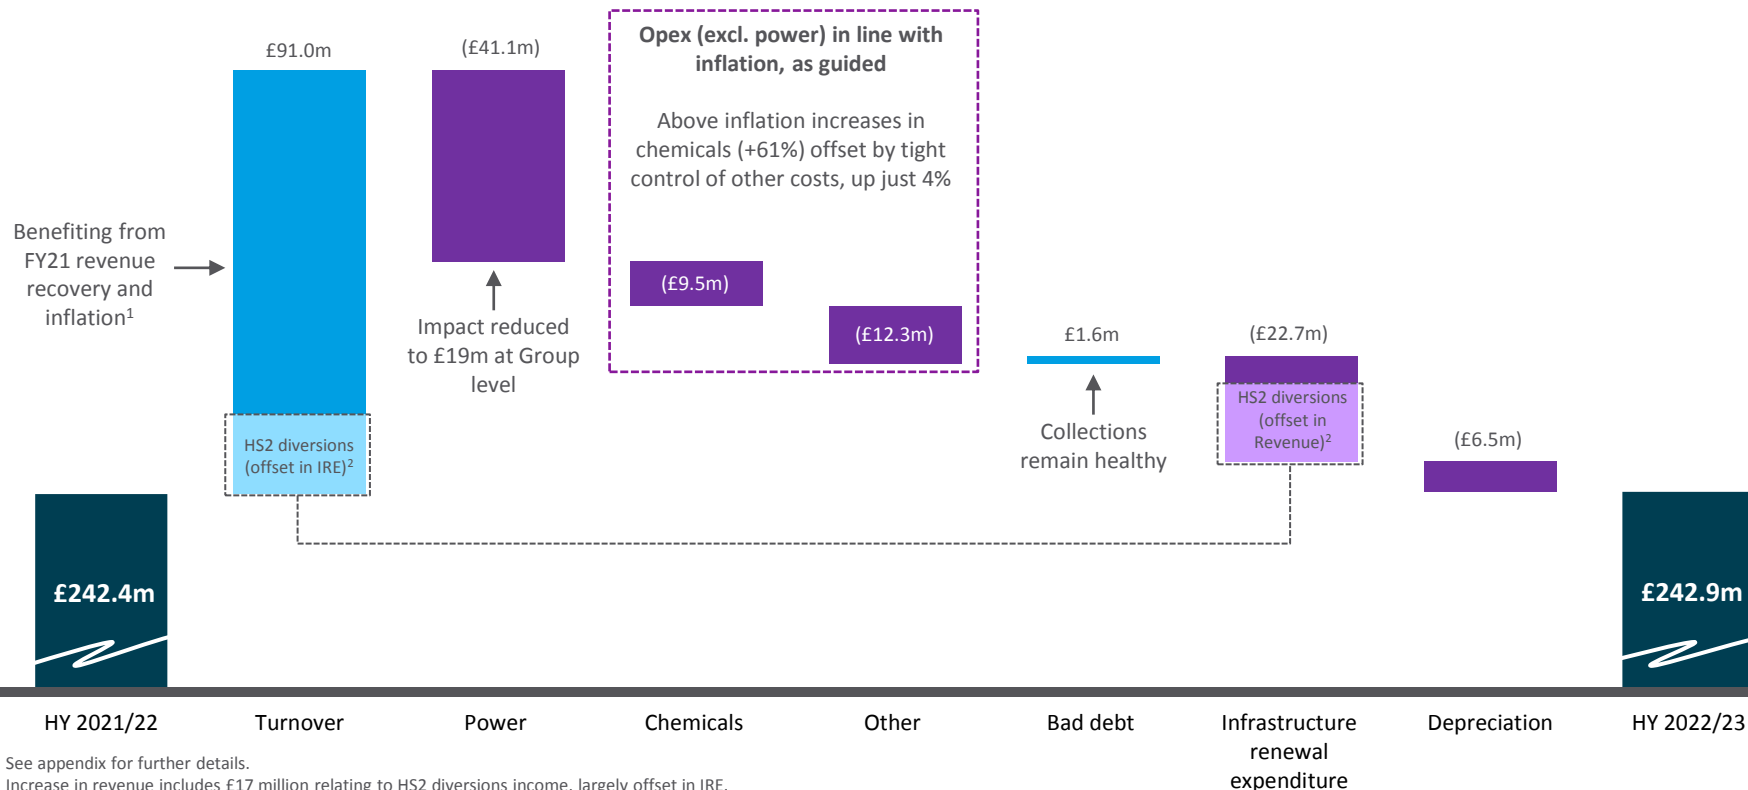 £91.0m
(£41.1m)
Opex (excl. power) in line with
inflation, as guided
Above inflation increases in
chemicals (+61%) offset by tight
control of other costs, up just 4%
Benefiting from
FY21 revenue
recovery and
inflation1
(£9.5m)
Impact reduced
to £19m at Group
level
(£12.3m)
£1.6m
(£22.7m)
HS2 diversions
(offset in
Revenue)2
Collections
remain healthy
(£6.5m)
HS2 diversions
(offset in IRE)2
£242.4m
£242.9m
HY 2021/22
Turnover
Power
Chemicals
Other
Bad debt
Infrastructure
renewal
expenditure
Depreciation
HY 2022/23
See appendix for further details.
Increase in revenue includes £17 million relating to HS2 diversions income, largely offset in IRE.